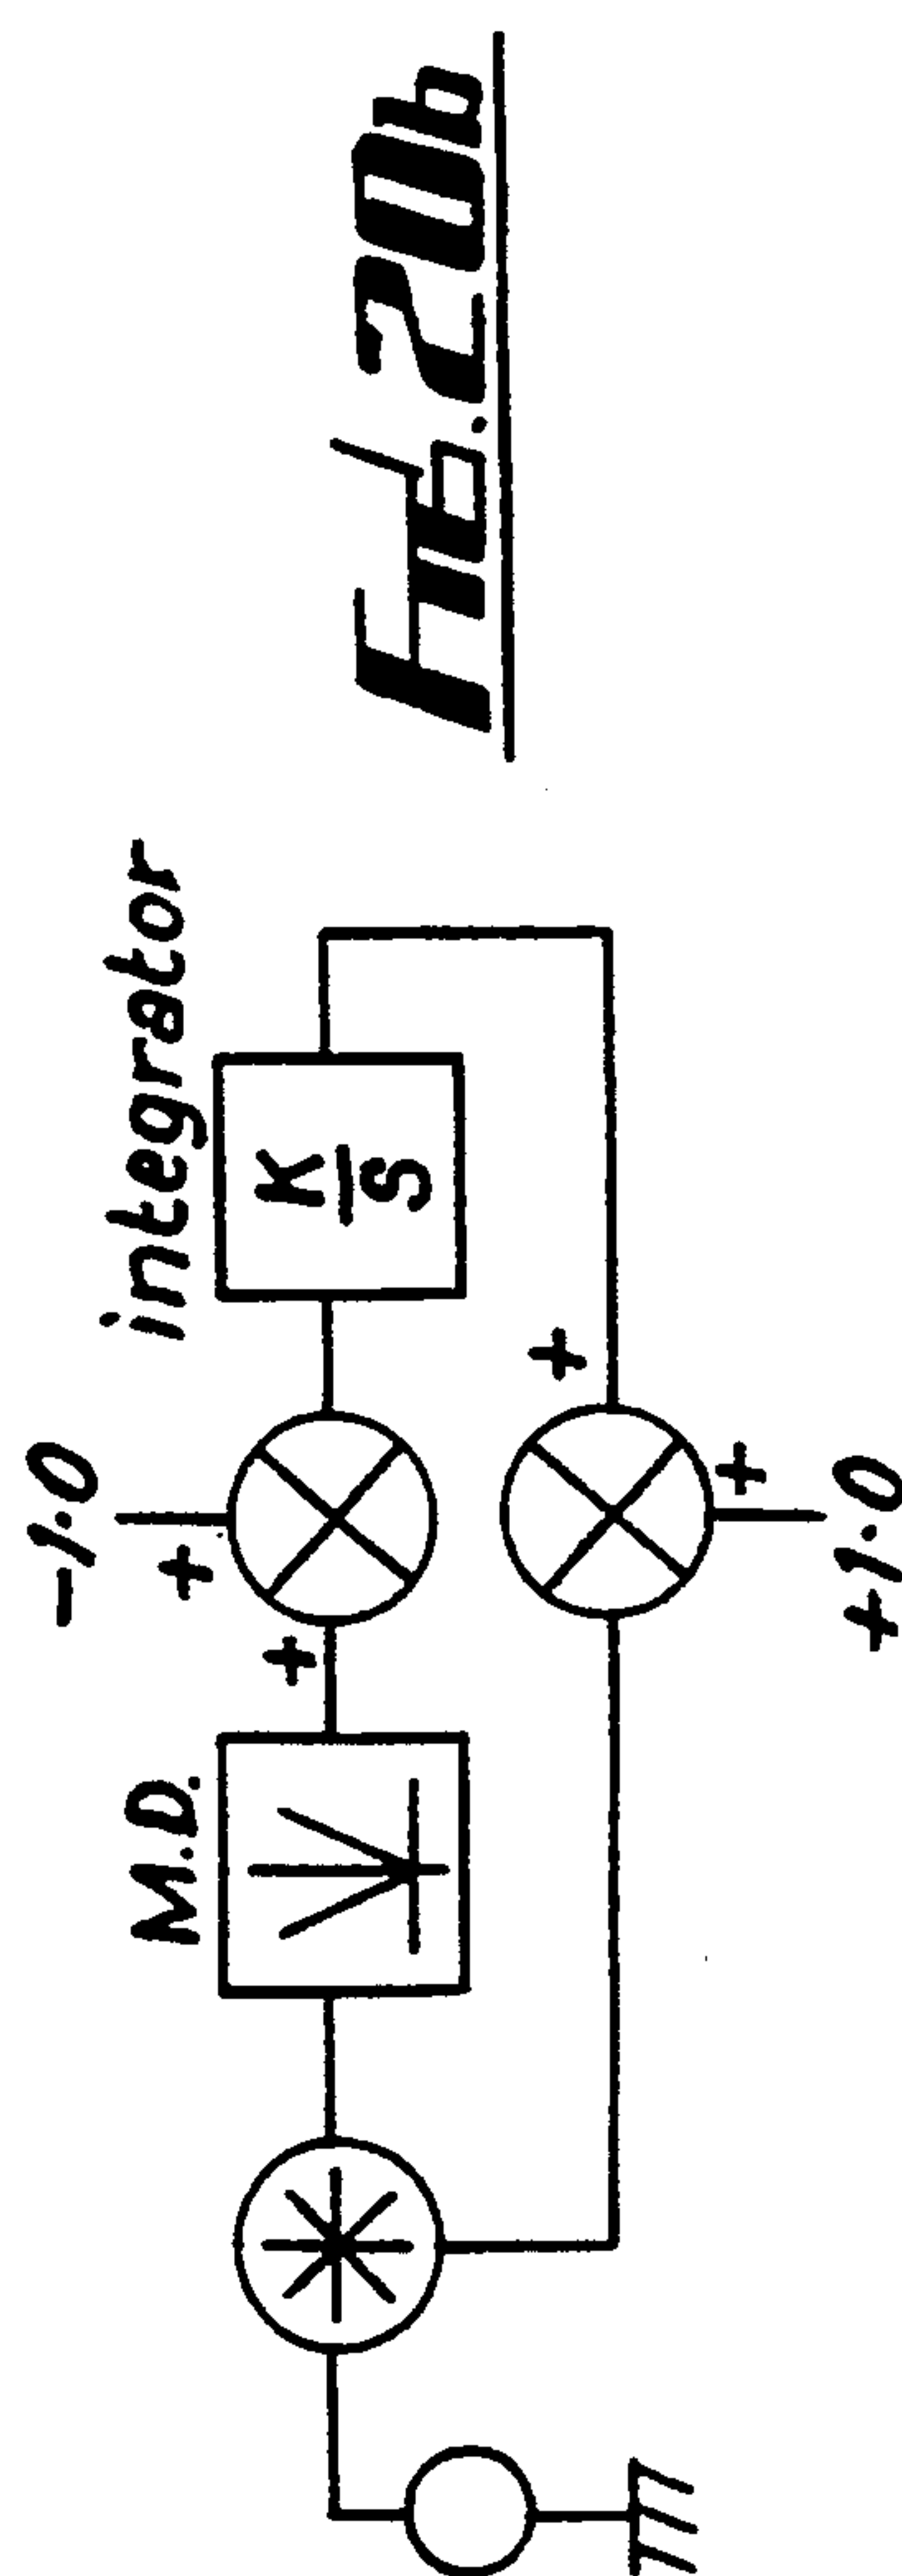 -1.0
M.D.
integrator
+
+
K
S
+
+
+1.0
Fig. 20b